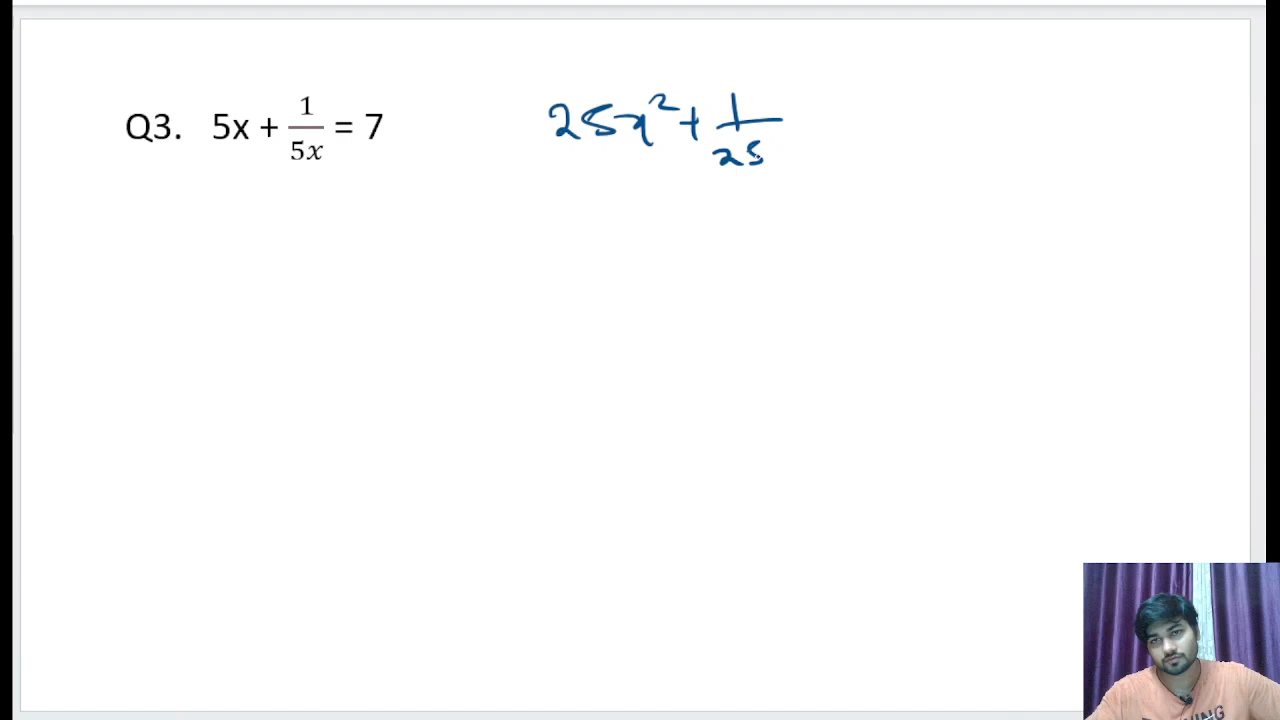 Q3. 5x + 1/5x = 7
25x² + 1/25